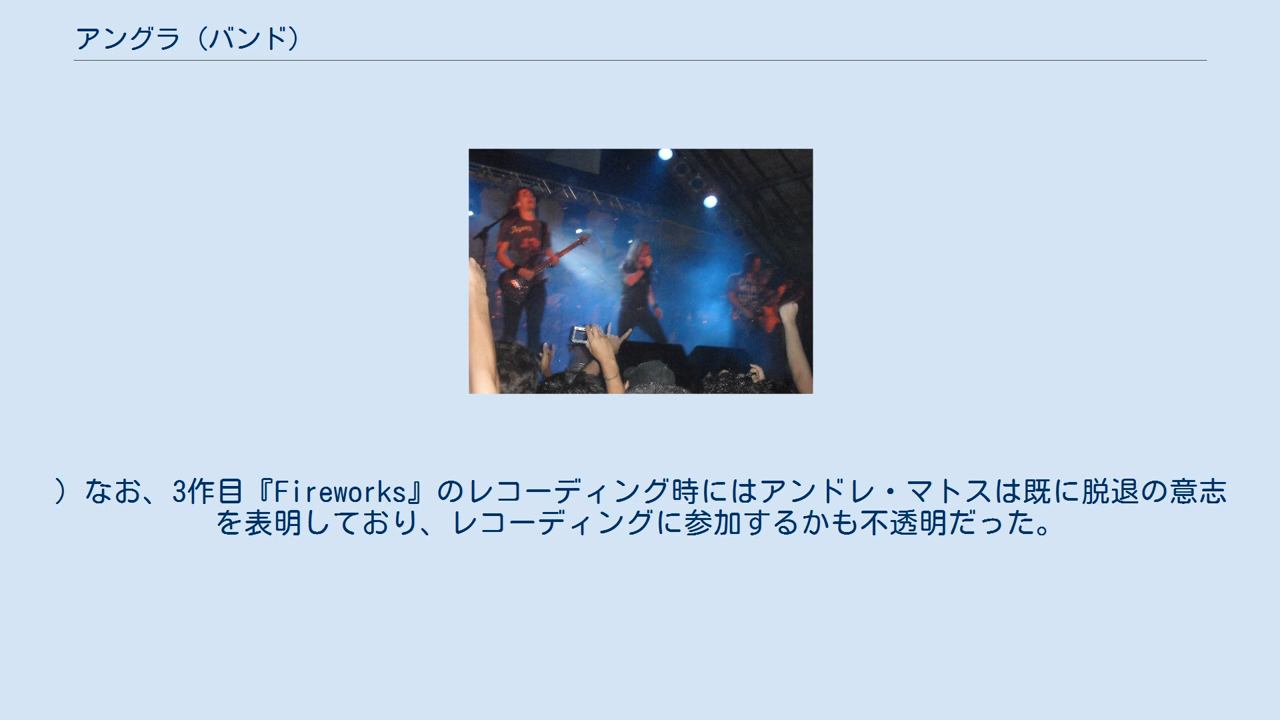 アングラ（バンド）
）なお、3作目『Fireworks』のレコーディング時にはアンドレ・マトスは既に脱退の意志
を表明しており、レコーディングに参加するかも不透明だった。